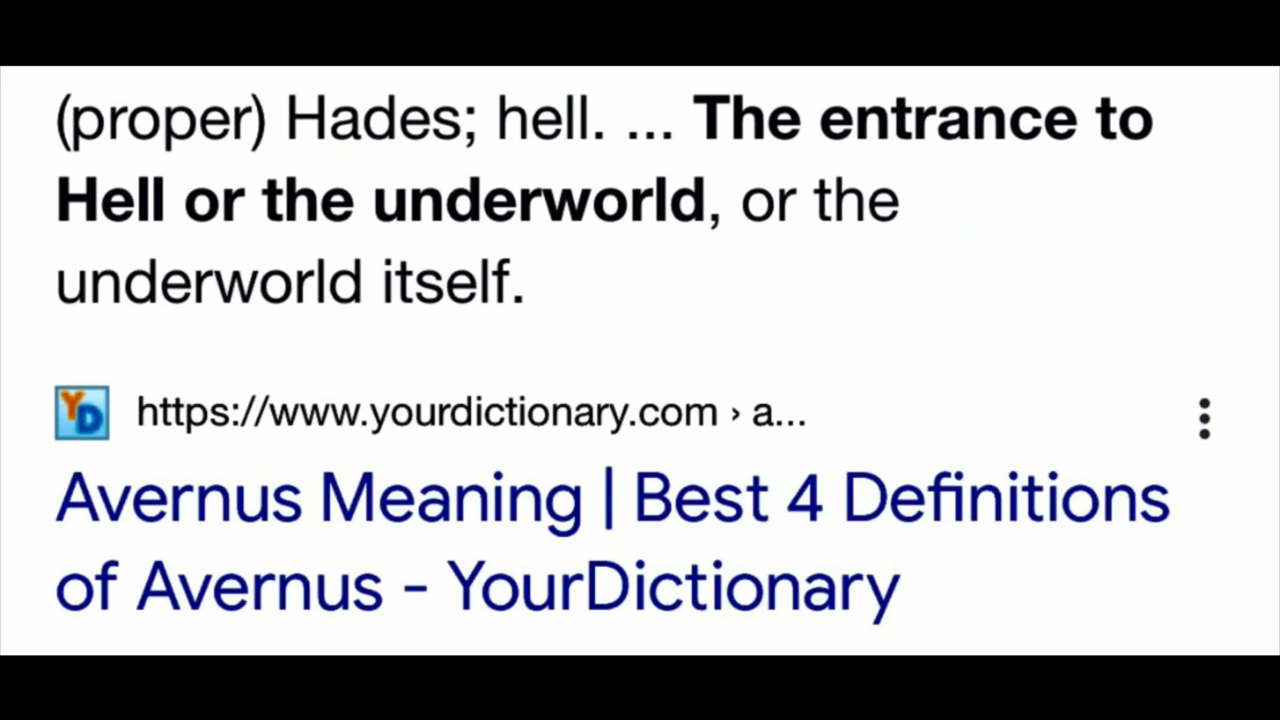 (proper) Hades; hell. ... The entrance to
Hell or the underworld, or the
underworld itself.
YD https://www.yourdictionary.com › a...
Avernus Meaning | Best 4 Definitions
of Avernus - YourDictionary